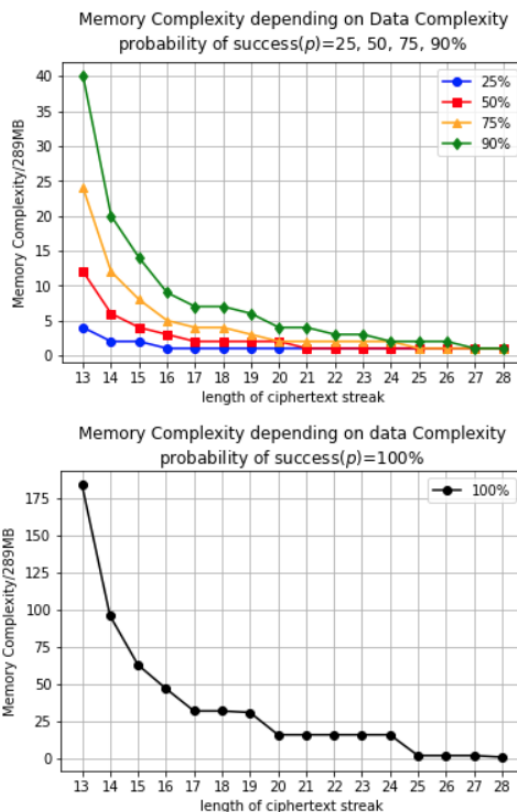 Memory Complexity depending on Data Complexity
probability of success(p)=25, 50, 75, 90%
Memory Complexity/289MB
40
35
30
25
20
15
10
5
0
25%
50%
75%
90%
13 14 15 16 17 18 19 20 21 22 23 24 25 26 27 28
length of ciphertext streak
Memory Complexity depending on data Complexity
probability of success(p)=100%
Memory Complexity/289MB
175
150
125
100
75
50
25
0
100%
13 14 15 16 17 18 19 20 21 22 23 24 25 26 27 28
length of ciphertext streak